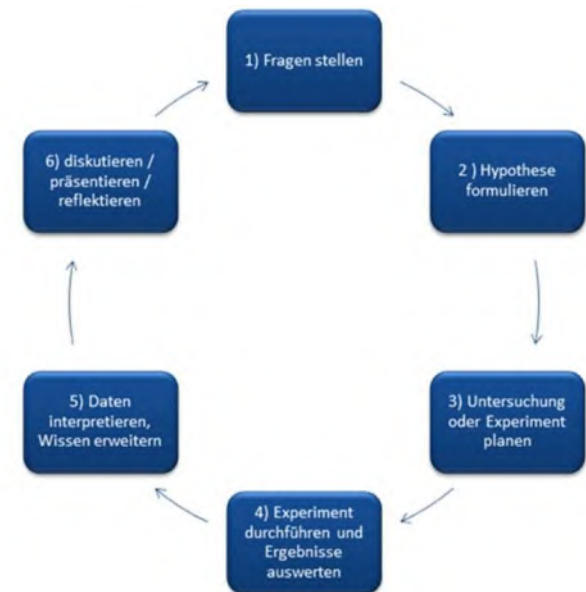 1) Fragen stellen
2 ) Hypothese
formulieren
3) Untersuchung
oder Experiment
planen
4) Experiment
durchführen und
Ergebnisse
auswerten
5) Daten
interpretieren,
Wissen erweitern
6) diskutieren /
präsentieren /
reflektieren